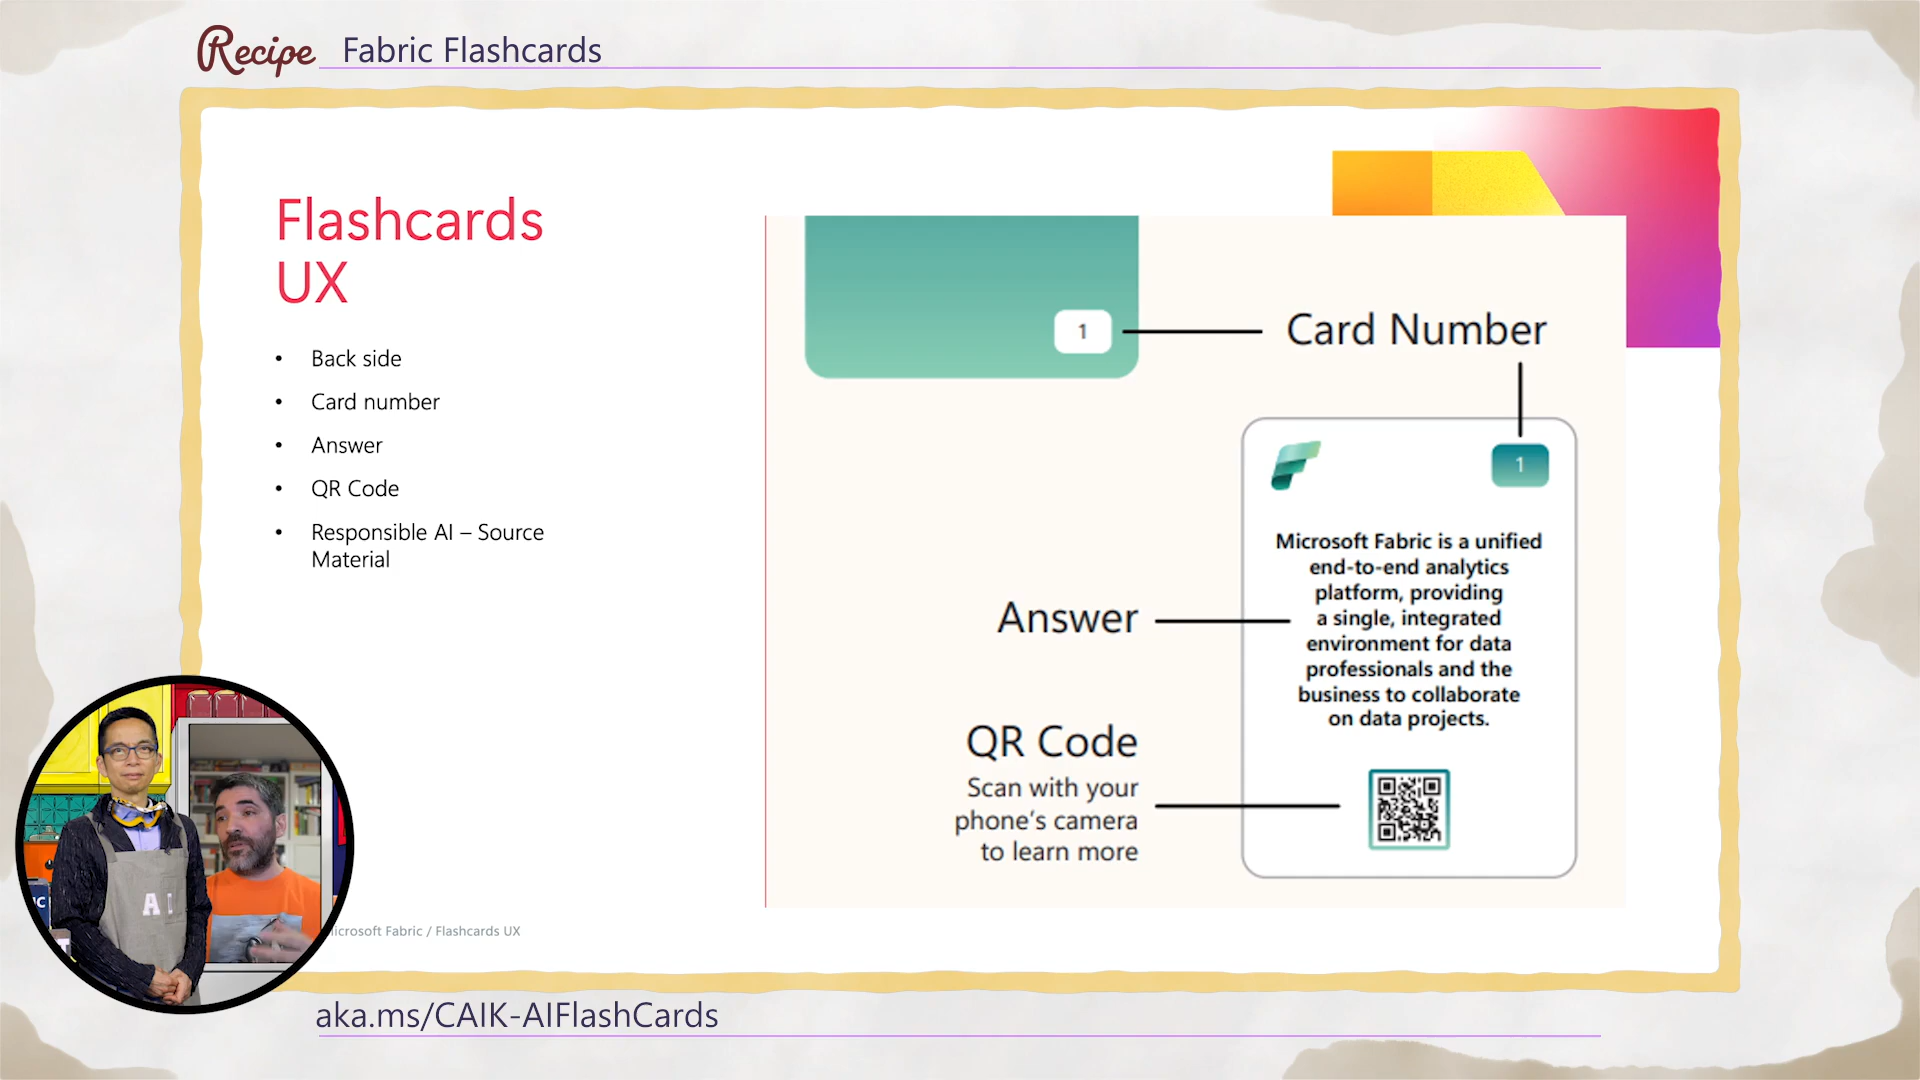 Recipe Fabric Flashcards
Flashcards
UX
• Back side
• Card number
• Answer
• QR Code
• Responsible AI – Source
Material
1
Card Number
1
Microsoft Fabric is a unified
end-to-end analytics
platform, providing
a single, integrated
environment for data
professionals and the
business to collaborate
on data projects.
Answer
QR Code
Scan with your
phone's camera
to learn more
AI
icrosoft Fabric / Flashcards UX
aka.ms/CAIK-AIFlashCards